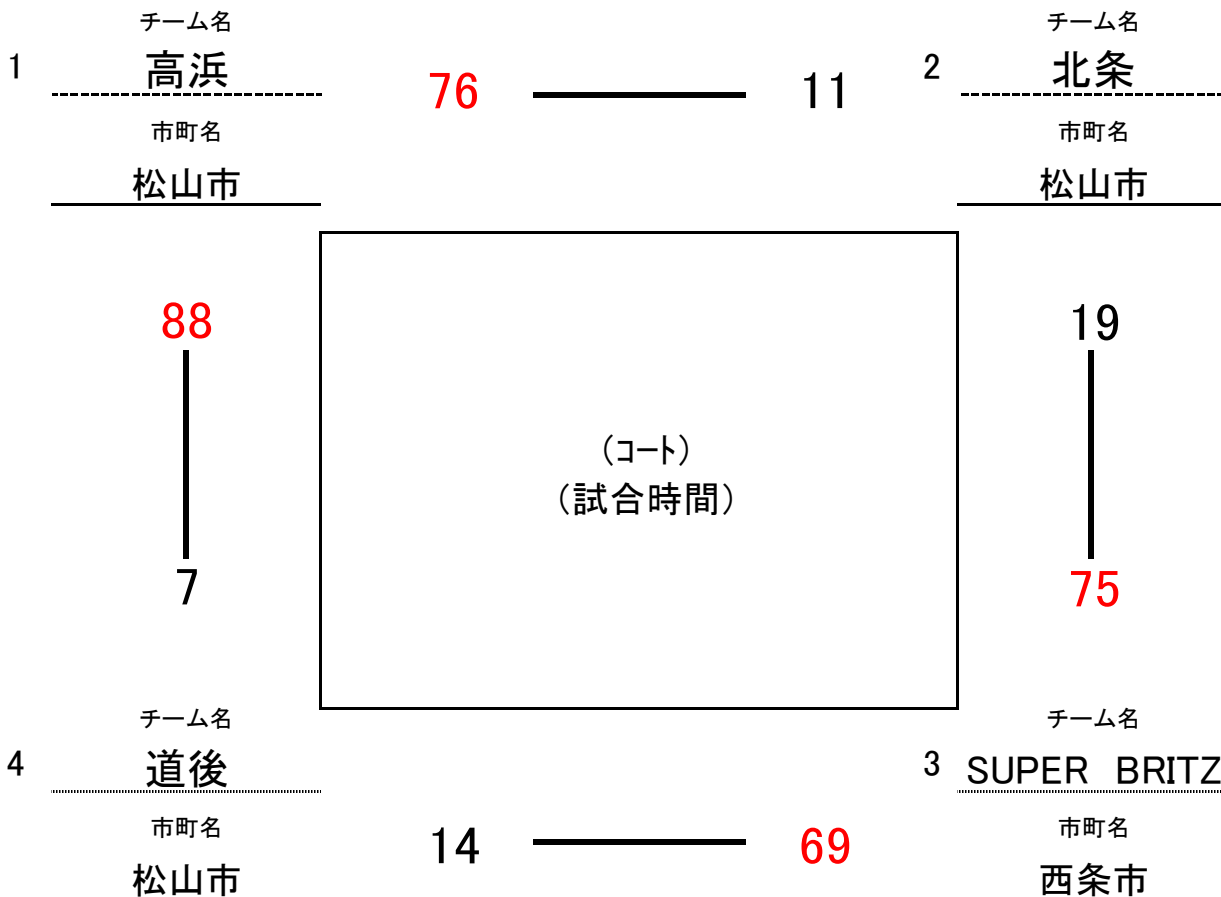 チーム名 チーム名
1 高浜 76 11 2 北条
市町名 市町名
松山市 松山市
88 19
(コート)
(試合時間)
7 75
チーム名 チーム名
4 道後 3 SUPER BRITZ
市町名 14 69 市町名
松山市 西条市